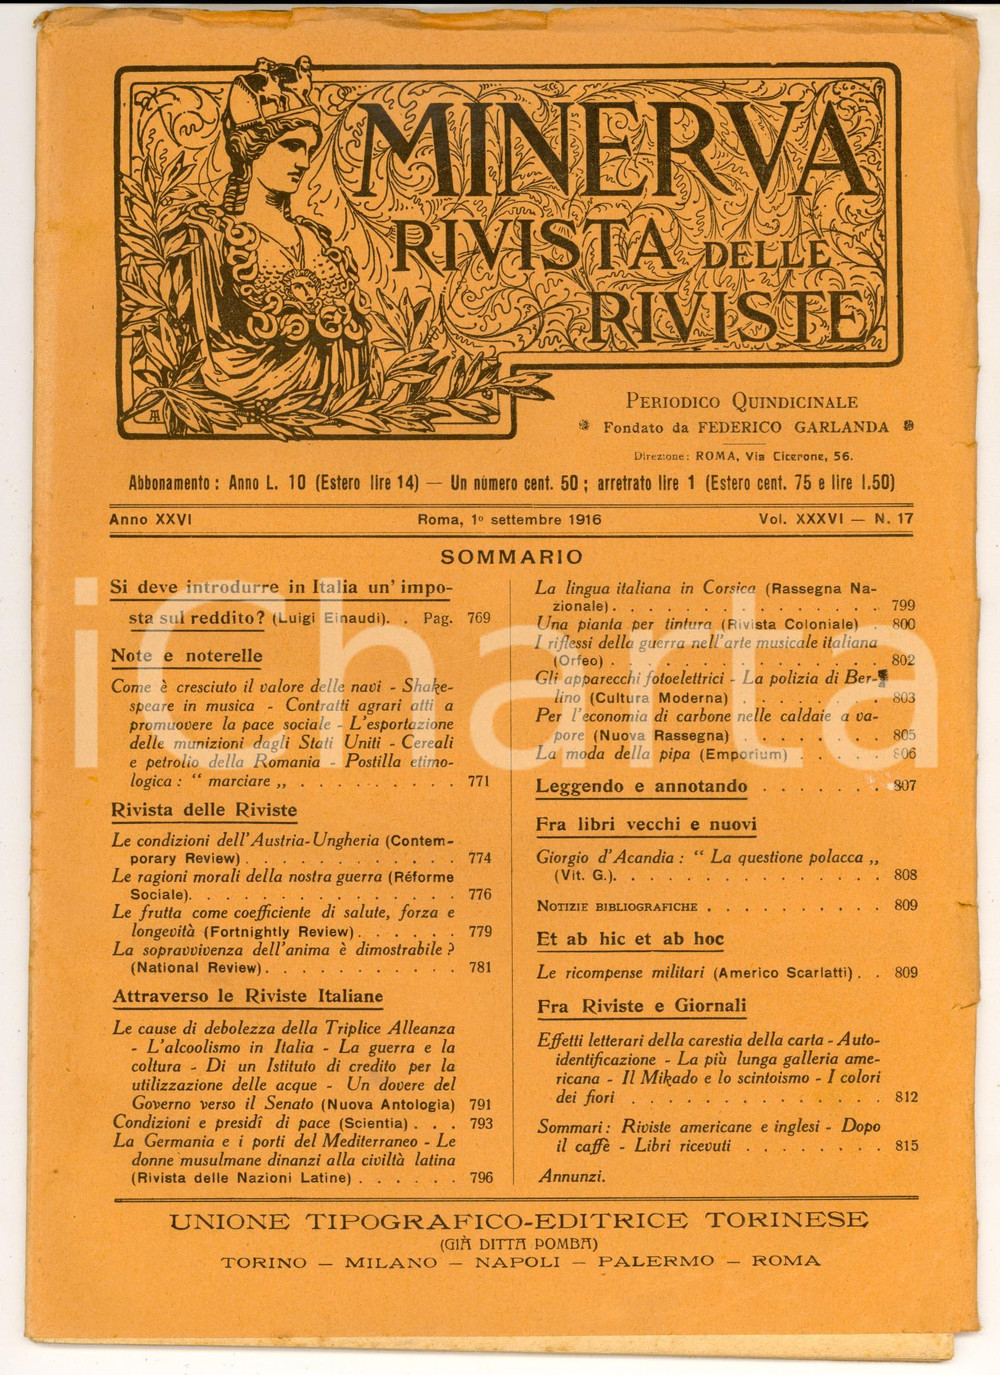 MINERVA
RIVISTA DELLE
RIVISTE
PERIODICO QUINDICINALE
Fondato da FEDERICO GARLANDA
Direzione: ROMA, Via Cicerone, 56.
Abbonamento: Anno L. 10 (Estero lire 14) — Un numero cent. 50; arretrato lire 1 (Estero cent. 75 e lire 1.50)
Anno XXVI Roma, 1º settembre 1916 Vol. XXXVI — N. 17
SOMMARIO
Si deve introdurre in Italia un' impo-
sta sul reddito? (Luigi Einaudi). . Pag. 769
Note e noterelle
Come è cresciuto il valore delle navi - Shake-
speare in musica - Contratti agrari atti a
promuovere la pace sociale - L'esportazione
delle munizioni dagli Stati Uniti - Cereali
e petrolio della Romania - Postilla etimo-
logica: “ marciare „ . . . . . . . . . 771
Rivista delle Riviste
Le condizioni dell'Austria-Ungheria (Contem-
porary Review) . . . . . . . . . . . . 774
Le ragioni morali della nostra guerra (Réforme
Sociale). . . . . . . . . . . . . . . 776
Le frutta come coefficiente di salute, forza e
longevità (Fortnightly Review). . . . . . 779
La sopravvivenza dell'anima è dimostrabile?
(National Review). . . . . . . . . . . 781
Attraverso le Riviste Italiane
Le cause di debolezza della Triplice Alleanza
- L'alcoolismo in Italia - La guerra e la
coltura - Di un Istituto di credito per la
utilizzazione delle acque - Un dovere del
Governo verso il Senato (Nuova Antologia) 791
Condizioni e presidî di pace (Scientia) . . . 793
La Germania e i porti del Mediterraneo - Le
donne musulmane dinanzi alla civiltà latina
(Rivista delle Nazioni Latine) . . . . . . 796
La lingua italiana in Corsica (Rassegna Na-
zionale). . . . . . . . . . . . . . . 799
Una pianta per tintura (Rivista Coloniale) . 800
I riflessi della guerra nell'arte musicale italiana
(Orfeo) . . . . . . . . . . . . . . . 802
Gli apparecchi fotoelettrici - La polizia di Ber-
lino (Cultura Moderna) . . . . . . . . 803
Per l'economia di carbone nelle caldaie a va-
pore (Nuova Rassegna) . . . . . . . . 805
La moda della pipa (Emporium) . . . . . 806
Leggendo e annotando . . . . . . . 807
Fra libri vecchi e nuovi
Giorgio d'Acandia: “ La questione polacca „
(Vit. G.). . . . . . . . . . . . . . . 808
NOTIZIE BIBLIOGRAFICHE . . . . . . . . . 809
Et ab hic et ab hoc
Le ricompense militari (Americo Scarlatti) . . 809
Fra Riviste e Giornali
Effetti letterari della carestia della carta - Auto-
identificazione - La più lunga galleria ame-
ricana - Il Mikado e lo scintoismo - I colori
dei fiori . . . . . . . . . . . . . . 812
Sommari: Riviste americane e inglesi - Dopo
il caffè - Libri ricevuti . . . . . . . . 815
Annunzi.
UNIONE TIPOGRAFICO-EDITRICE TORINESE
(GIÀ DITTA POMBA)
TORINO — MILANO — NAPOLI — PALERMO — ROMA
iCharta